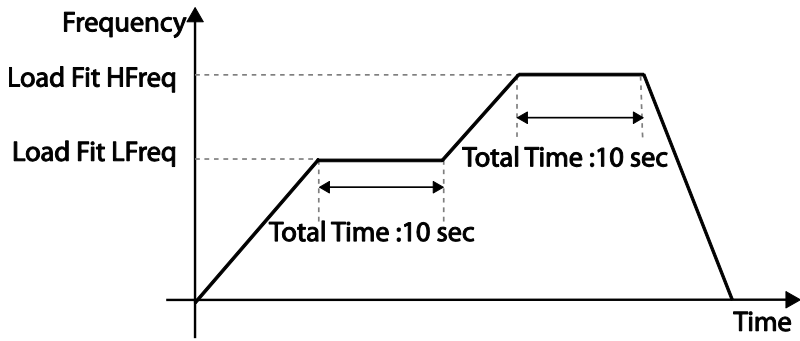 Frequency
Load Fit HFreq
Load Fit LFreq
Total Time :10 sec
Total Time :10 sec
Time